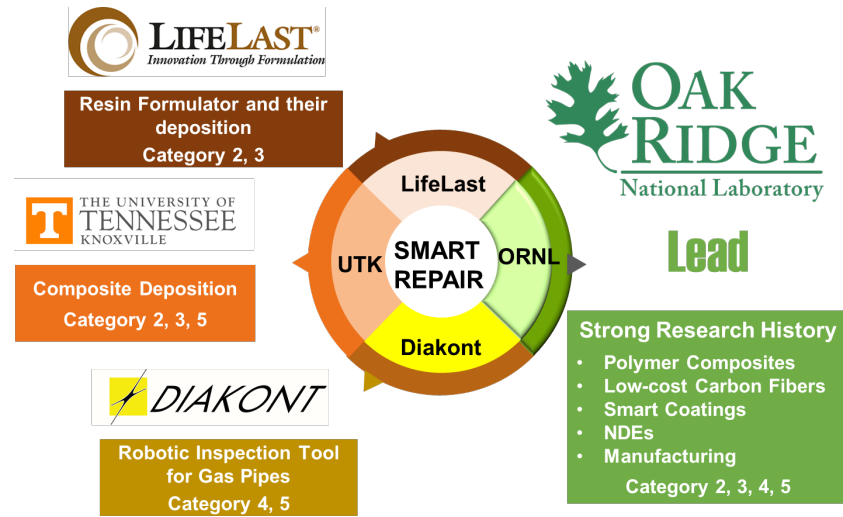 LIFELAST®
Innovation Through Formulation
Resin Formulator and their
deposition
Category 2, 3
T
THE UNIVERSITY OF
TENNESSEE
KNOXVILLE
Composite Deposition
Category 2, 3, 5
DIAKONT
Robotic Inspection Tool
for Gas Pipes
Category 4, 5
LifeLast
UTK
SMART
REPAIR
ORNL
Diakont
OAK
RIDGE
National Laboratory
Lead
Strong Research History
• Polymer Composites
• Low-cost Carbon Fibers
• Smart Coatings
• NDEs
• Manufacturing
Category 2, 3, 4, 5